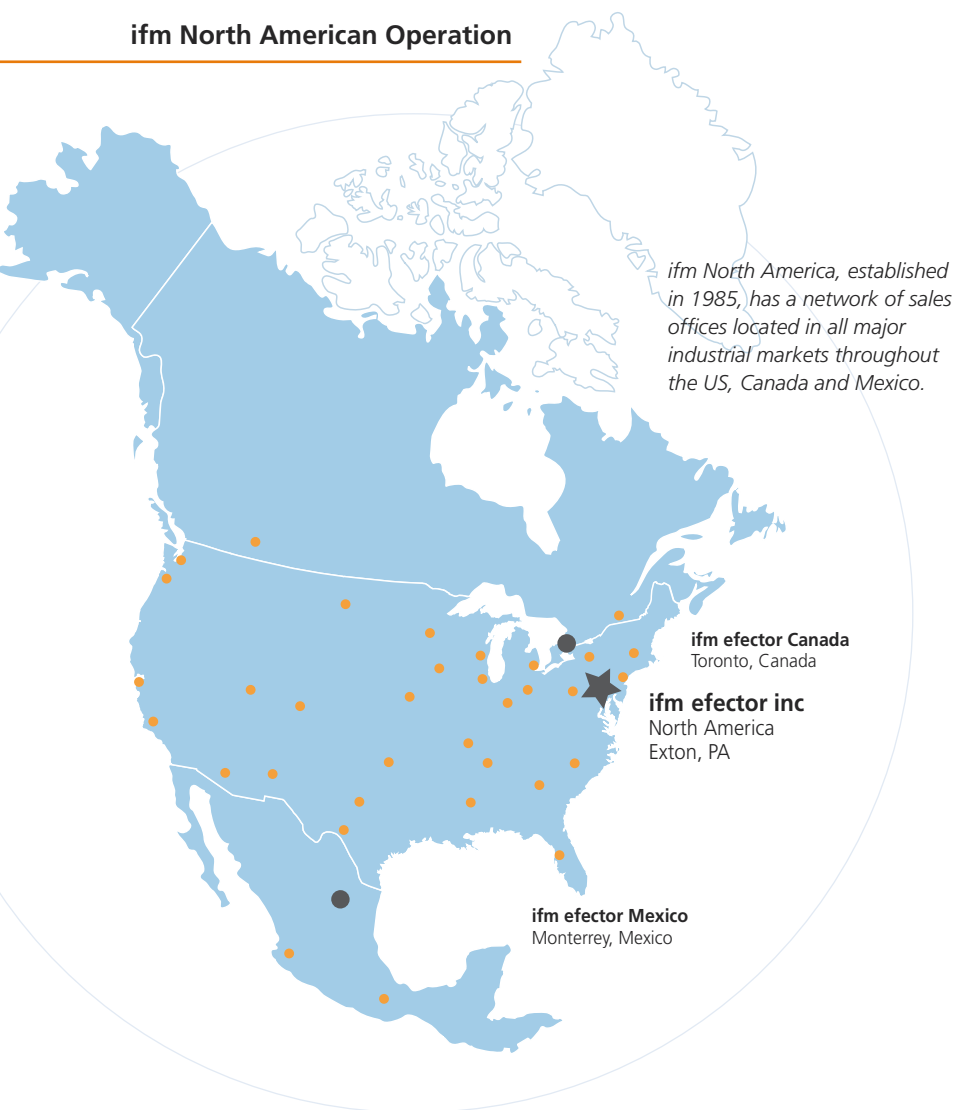 ifm North American Operation
ifm North America, established
in 1985, has a network of sales
offices located in all major
industrial markets throughout
the US, Canada and Mexico.
ifm efector Canada
Toronto, Canada
ifm efector inc
North America
Exton, PA
ifm efector Mexico
Monterrey, Mexico